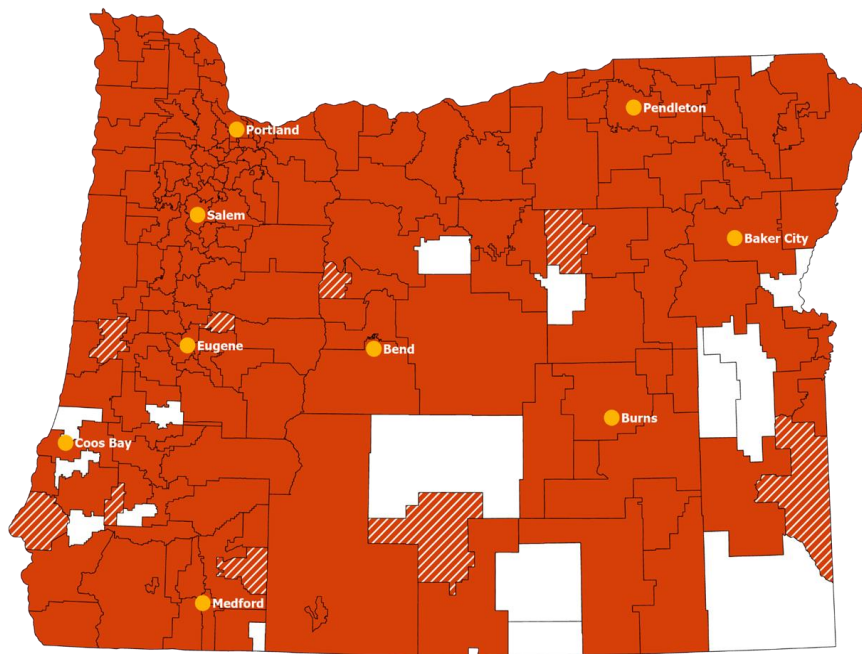 Pendleton
Portland
Salem
Baker City
Eugene
Bend
Burns
Coos Bay
Medford